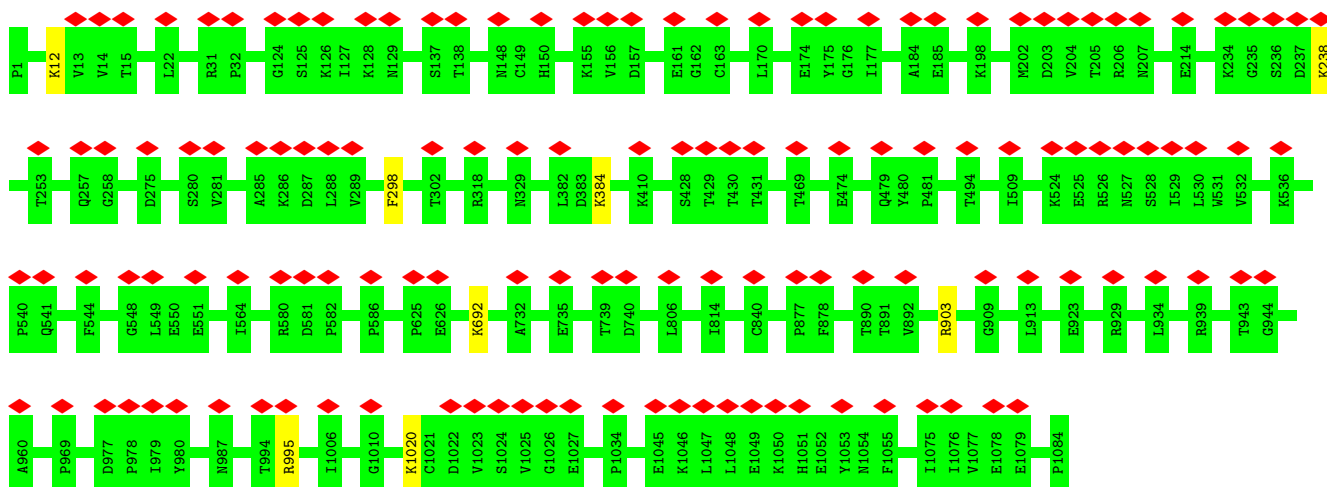 P1 K12 V13 V14 T15 L22 R31 P32 G124 S125 K126 I127 K128 N129 S137 T138 N148 C149 H150 K155 V156 D157 E161 G162 C163 L170 E174 Y175 G176 I177 A184 E185 K198 M202 D203 V204 T205 R206 N207 E214 K234 G235 S236 D237 K238
T253 Q257 G258 D275 S280 V281 A285 K286 D287 L288 V289 F298 T302 R318 N329 L382 D383 K384 K410 S428 T429 T430 T431 T469 E474 Q479 Y480 P481 T494 I509 K524 E525 R526 N527 S528 I529 L530 W531 V532 K536
P540 Q541 F544 G548 L549 E550 E551 I564 R580 D581 P582 P586 P625 E626 K692 A732 E735 T739 D740 L806 I814 C840 P877 F878 T890 T891 V892 R903 G909 L913 E923 R929 L934 R939 T943 G944
A960 P969 D977 P978 I979 Y980 N987 T994 R995 I1006 G1010 K1020 C1021 D1022 V1023 S1024 V1025 G1026 E1027 P1034 E1045 K1046 L1047 L1048 E1049 K1050 H1051 E1052 Y1053 N1054 F1055 I1075 I1076 V1077 E1078 E1079 P1084